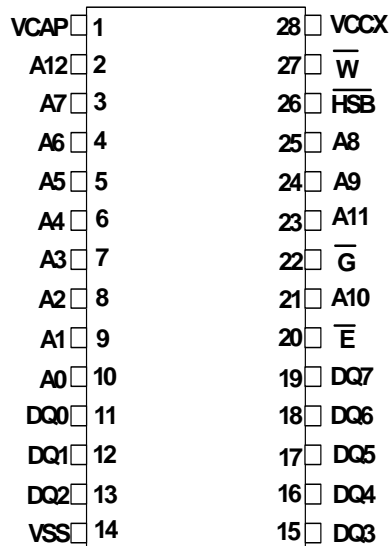 VCAP 1 28 VCCX
A12 2 27 W̅
A7 3 26 H̅S̅B̅
A6 4 25 A8
A5 5 24 A9
A4 6 23 A11
A3 7 22 G̅
A2 8 21 A10
A1 9 20 E̅
A0 10 19 DQ7
DQ0 11 18 DQ6
DQ1 12 17 DQ5
DQ2 13 16 DQ4
VSS 14 15 DQ3